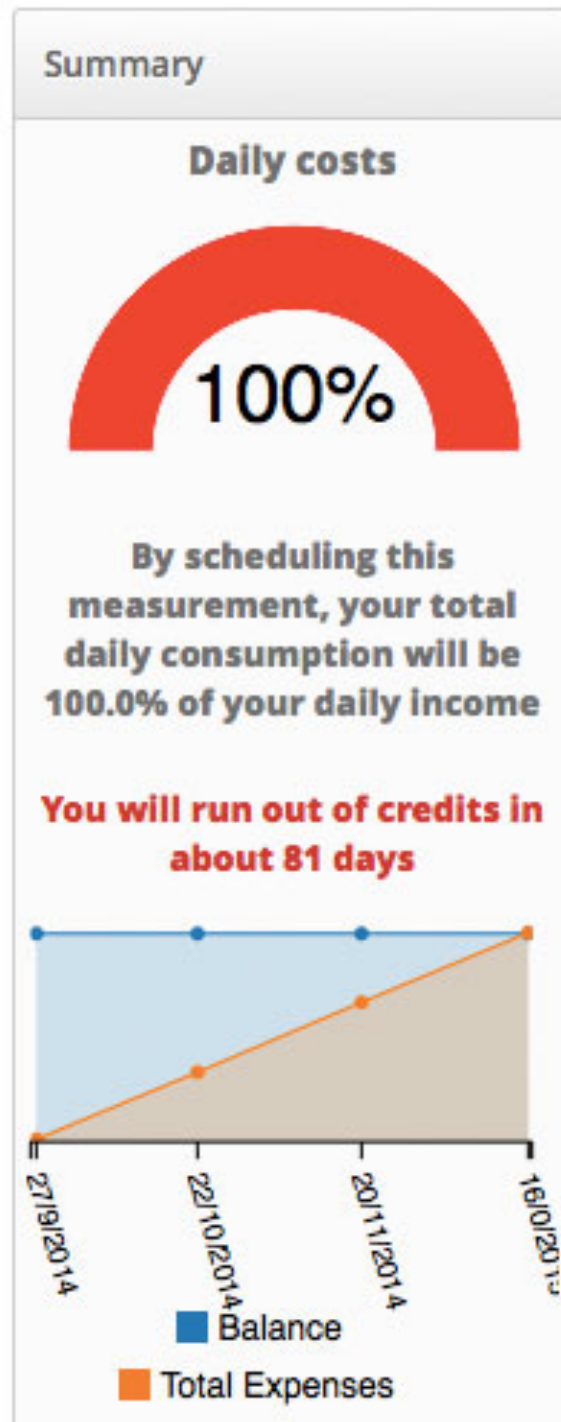 Summary
Daily costs
100%
By scheduling this
measurement, your total
daily consumption will be
100.0% of your daily income
You will run out of credits in
about 81 days
27/9/2014
22/10/2014
20/11/2014
Balance
Total Expenses